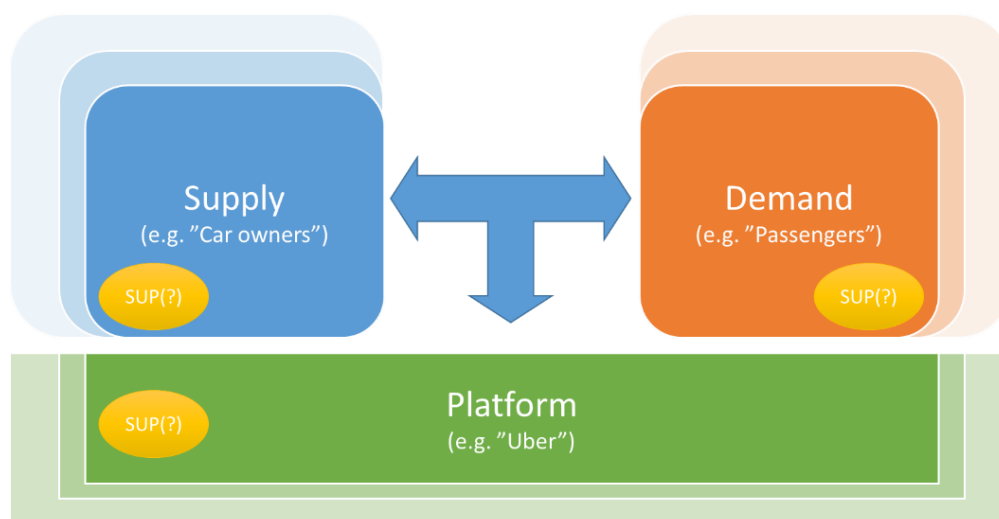 Supply
(e.g. ”Car owners”)
SUP(?)
Demand
(e.g. ”Passengers”)
SUP(?)
Platform
(e.g. ”Uber”)
SUP(?)